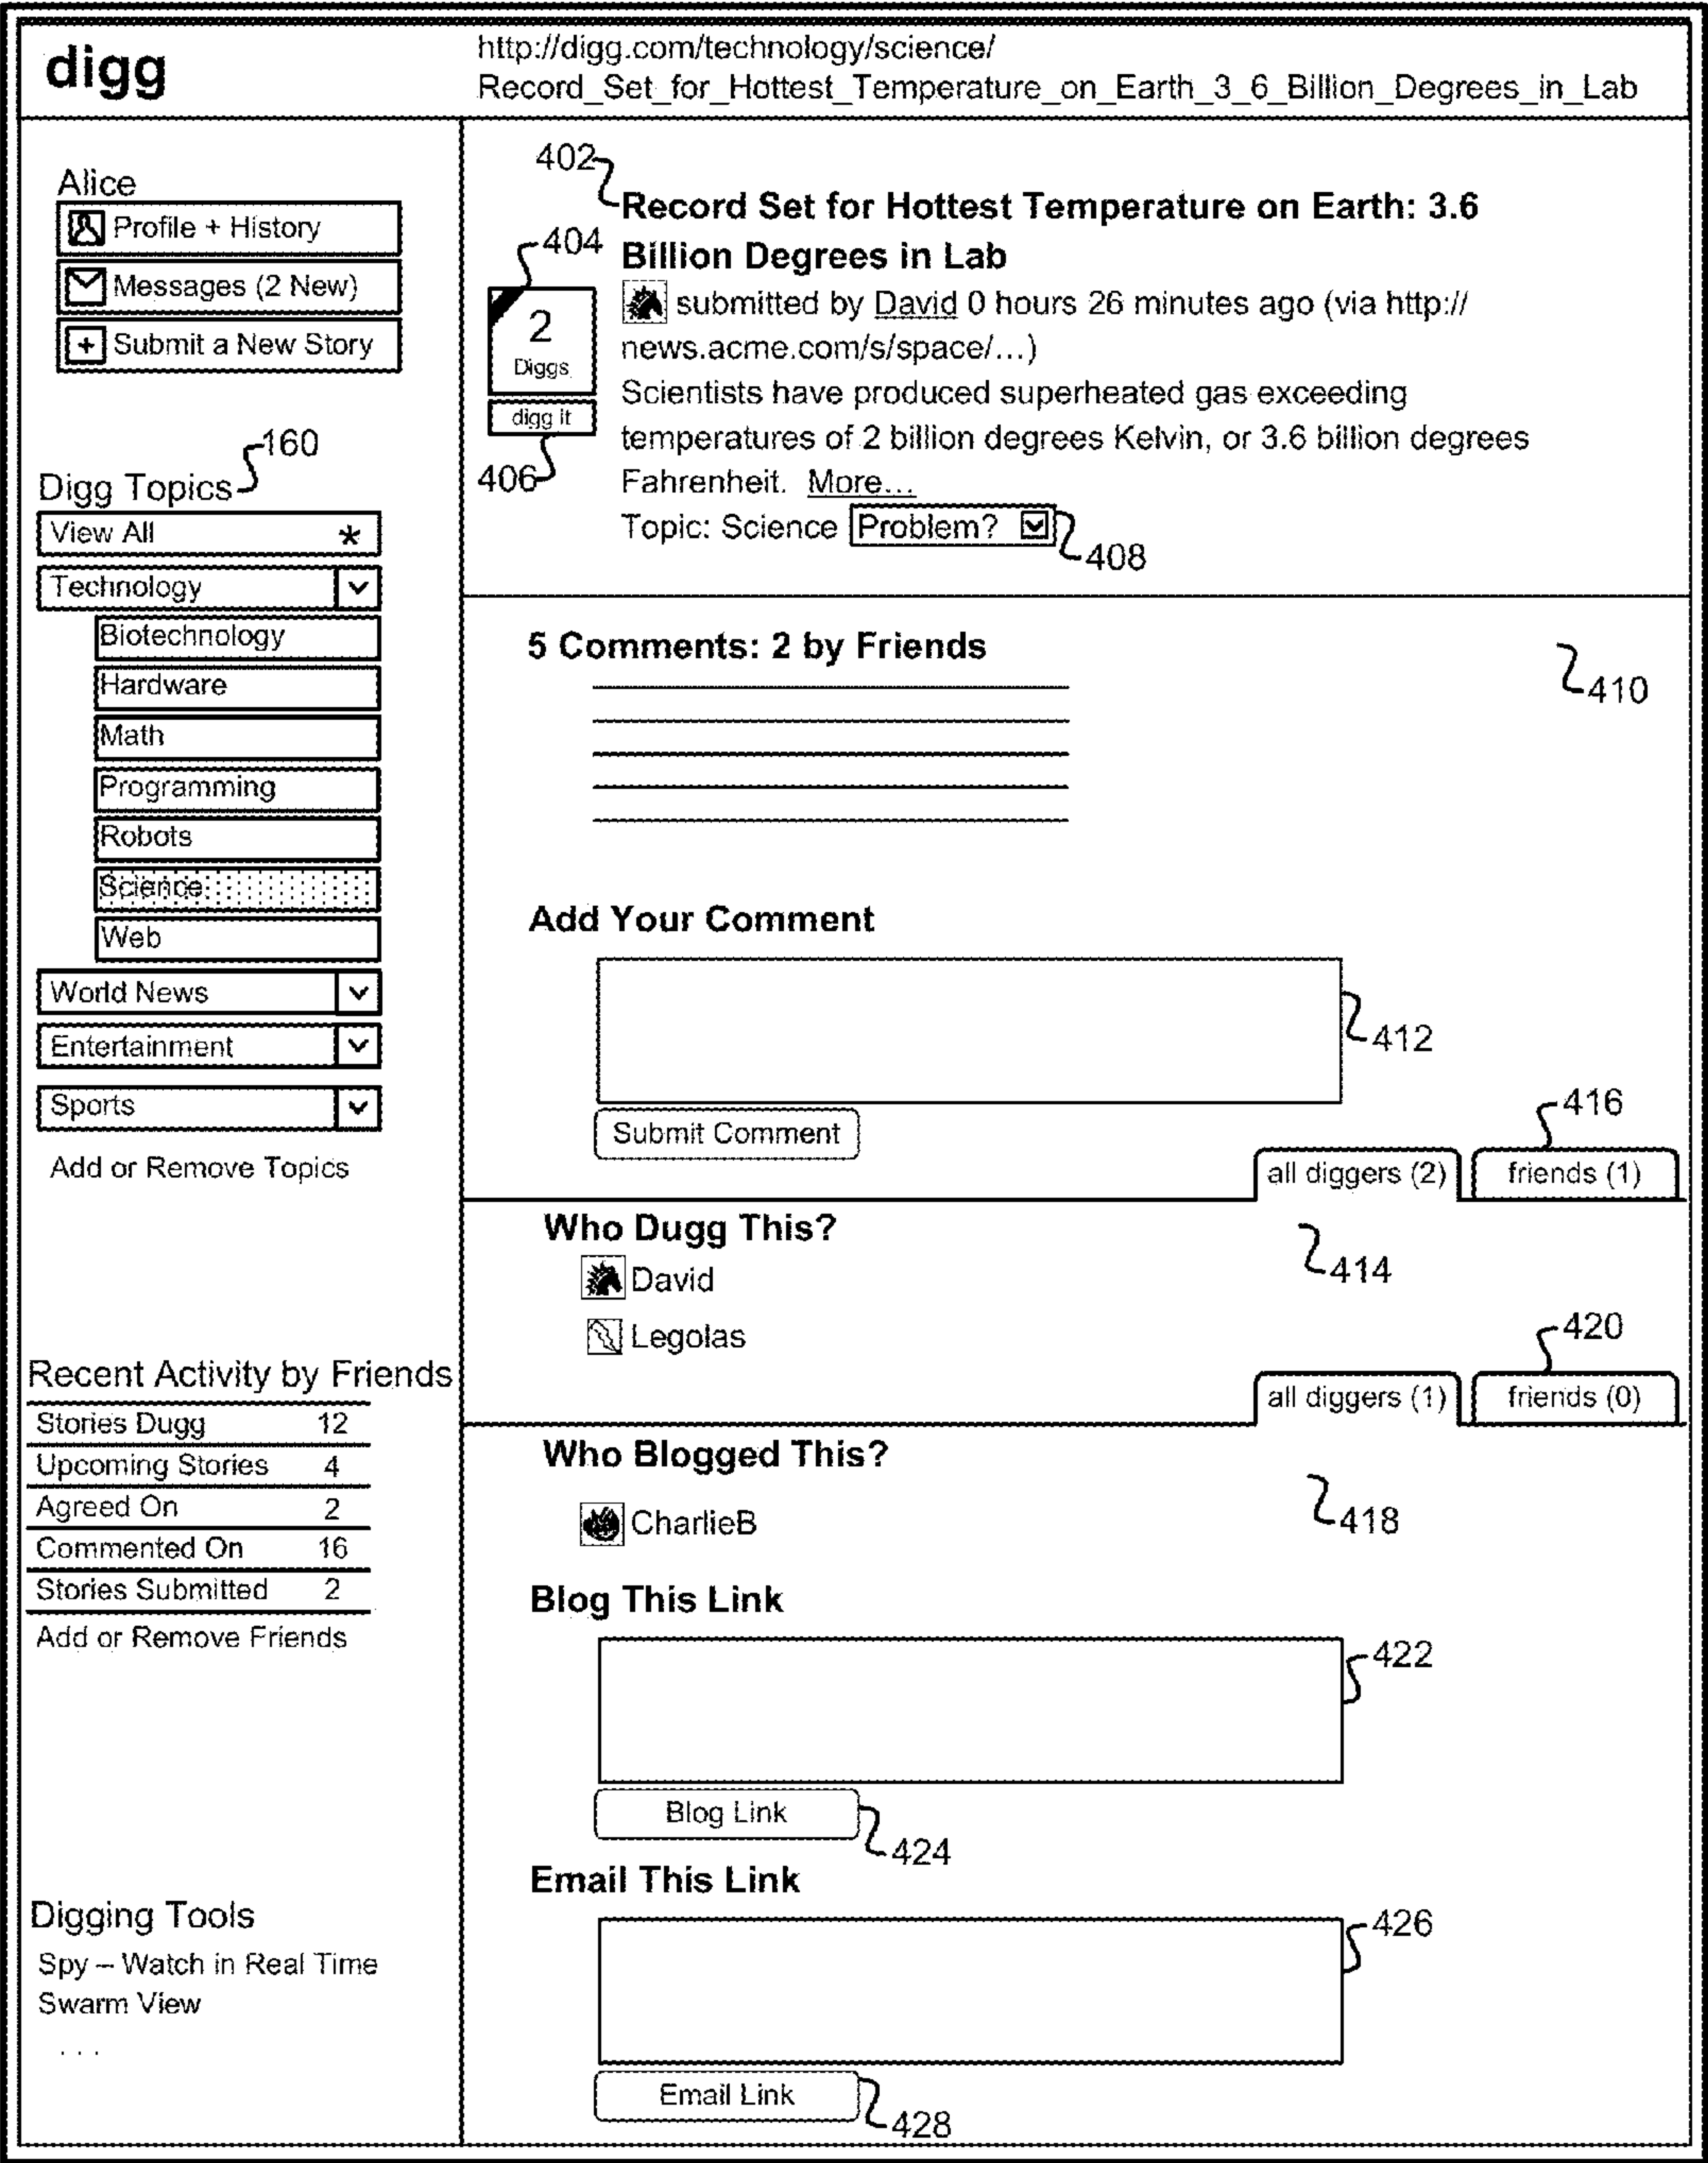 digg
http://digg.com/technology/science/
Record_Set_for_Hottest_Temperature_on_Earth_3_6_Billion_Degrees_in_Lab
Alice
Profile + History
Messages (2 New)
+ Submit a New Story
160
Digg Topics
View All *
Technology
Biotechnology
Hardware
Math
Programming
Robots
Science
Web
World News
Entertainment
Sports
Add or Remove Topics
Recent Activity by Friends
Stories Dugg 12
Upcoming Stories 4
Agreed On 2
Commented On 16
Stories Submitted 2
Add or Remove Friends
Digging Tools
Spy – Watch in Real Time
Swarm View
. . .
402
Record Set for Hottest Temperature on Earth: 3.6
404
Billion Degrees in Lab
2
Diggs
digg it
406
submitted by David 0 hours 26 minutes ago (via http://
news.acme.com/s/space/...)
Scientists have produced superheated gas exceeding
temperatures of 2 billion degrees Kelvin, or 3.6 billion degrees
Fahrenheit. More...
Topic: Science Problem?
408
5 Comments: 2 by Friends
410
Add Your Comment
412
Submit Comment
416
all diggers (2) friends (1)
Who Dugg This?
414
David
Legolas
420
all diggers (1) friends (0)
Who Blogged This?
418
CharlieB
Blog This Link
422
Blog Link
424
Email This Link
426
Email Link
428